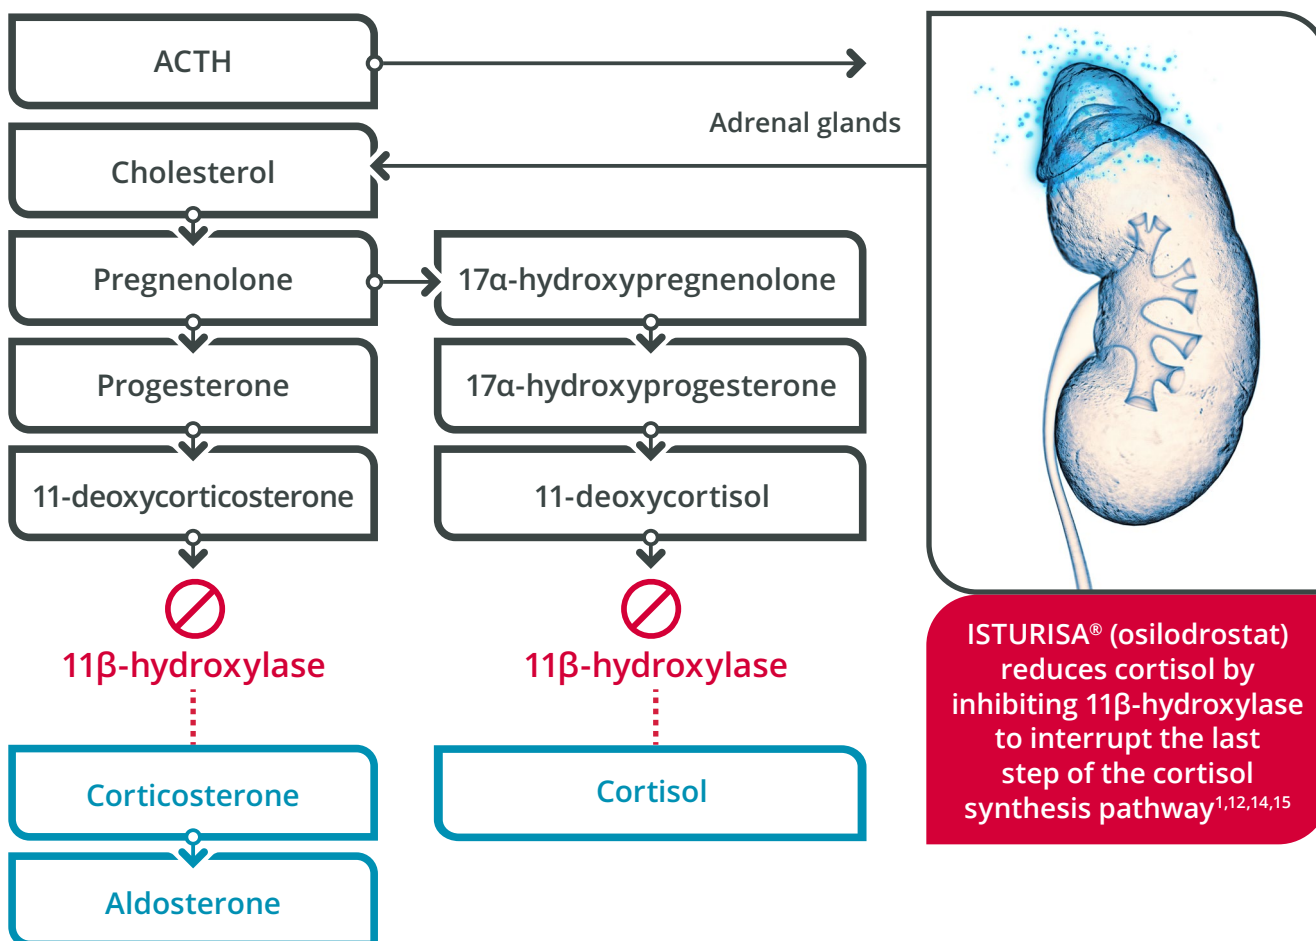 ACTH
Adrenal glands
Cholesterol
Pregnenolone
17α-hydroxypregnenolone
Progesterone
17α-hydroxyprogesterone
11-deoxycorticosterone
11-deoxycortisol
11β-hydroxylase
11β-hydroxylase
Corticosterone
Cortisol
Aldosterone
ISTURISA® (osilodrostat)
reduces cortisol by
inhibiting 11β-hydroxylase
to interrupt the last
step of the cortisol
synthesis pathway1,12,14,15